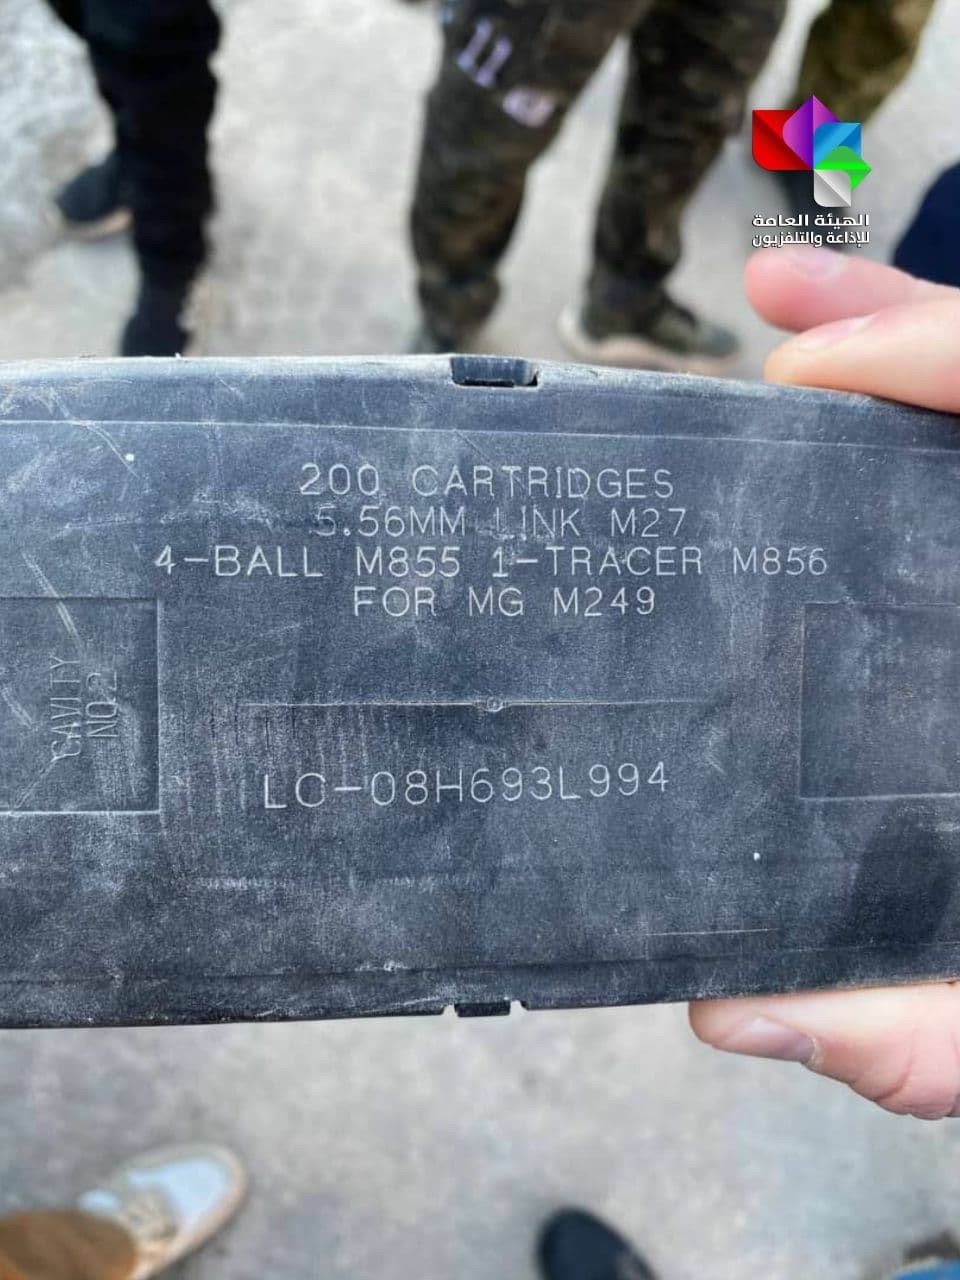 11
الهيئة العامة
للإذاعة والتلفزيون
200 CARTRIDGES
5.56MM LINK M27
4-BALL M855 1-TRACER M856
FOR MG M249
CAVITY
NO.2
LC-08H693L994